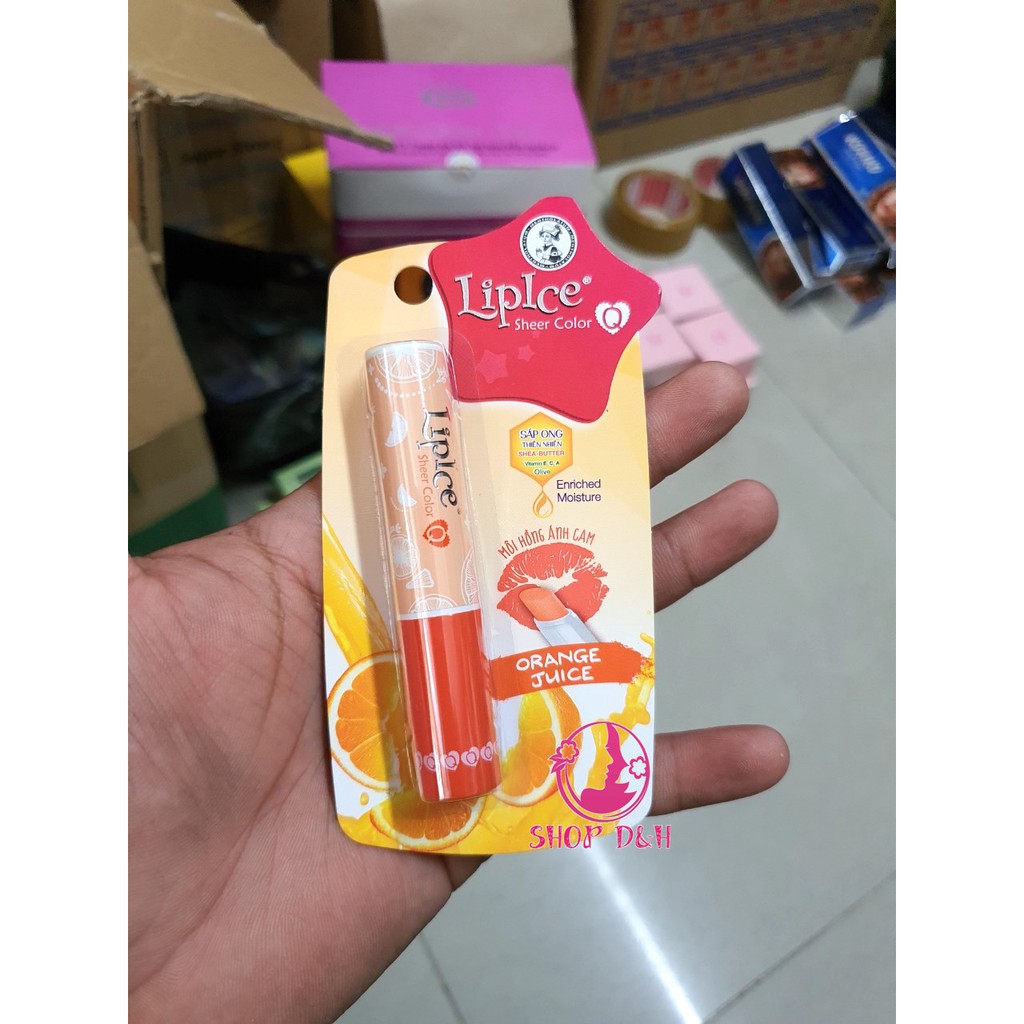 LipIce®
Sheer Color Q
SÁP ONG
THIÊN NHIÊN
SHEA-BUTTER
Vitamin E, C, A
Olive
Enriched
Moisture
MÔI HỒNG ÁNH CAM
ORANGE
JUICE
LipIce
Sheer Color Q
Q Q Q
SHOP D&H